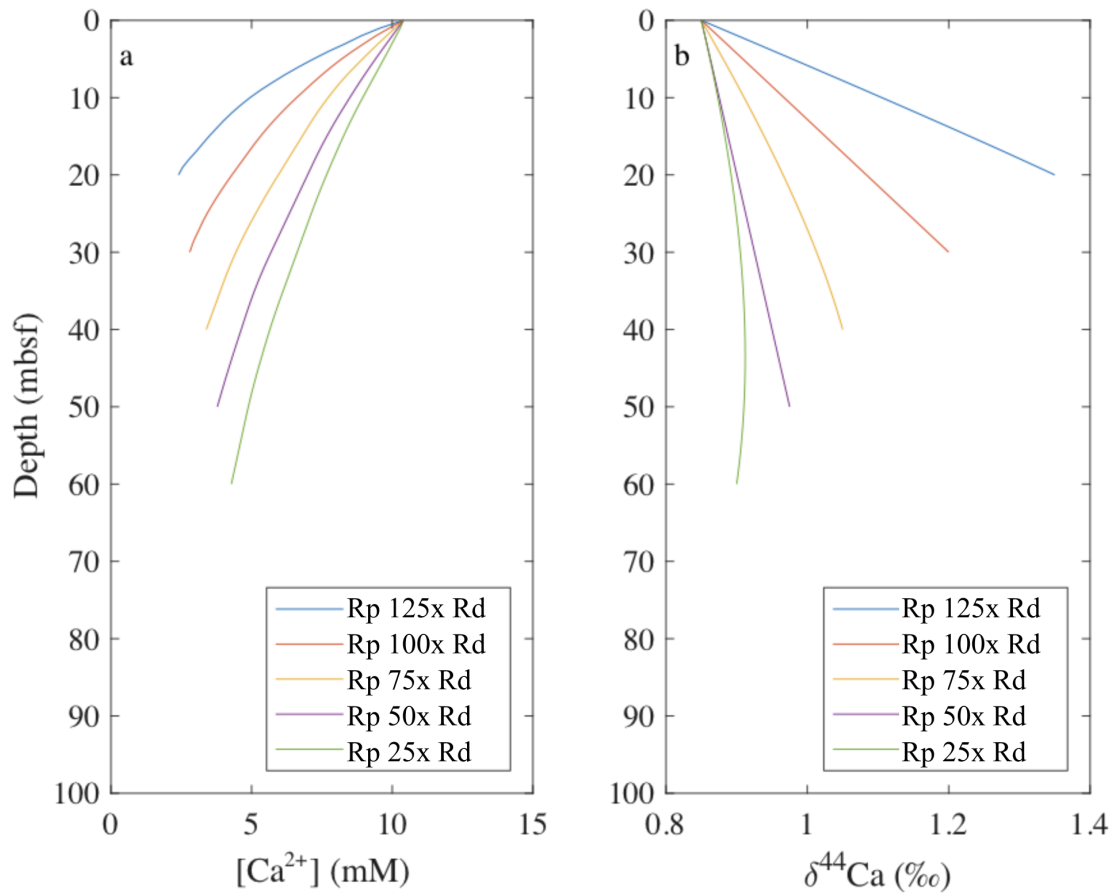 a
0
10
20
30
40
50
60
70
80
90
100
Depth (mbsf)
0
5
10
15
[Ca²⁺] (mM)
Rp 125x Rd
Rp 100x Rd
Rp 75x Rd
Rp 50x Rd
Rp 25x Rd
b
0
10
20
30
40
50
60
70
80
90
100
0.8
1
1.2
1.4
δ⁴⁴Ca (‰)
Rp 125x Rd
Rp 100x Rd
Rp 75x Rd
Rp 50x Rd
Rp 25x Rd